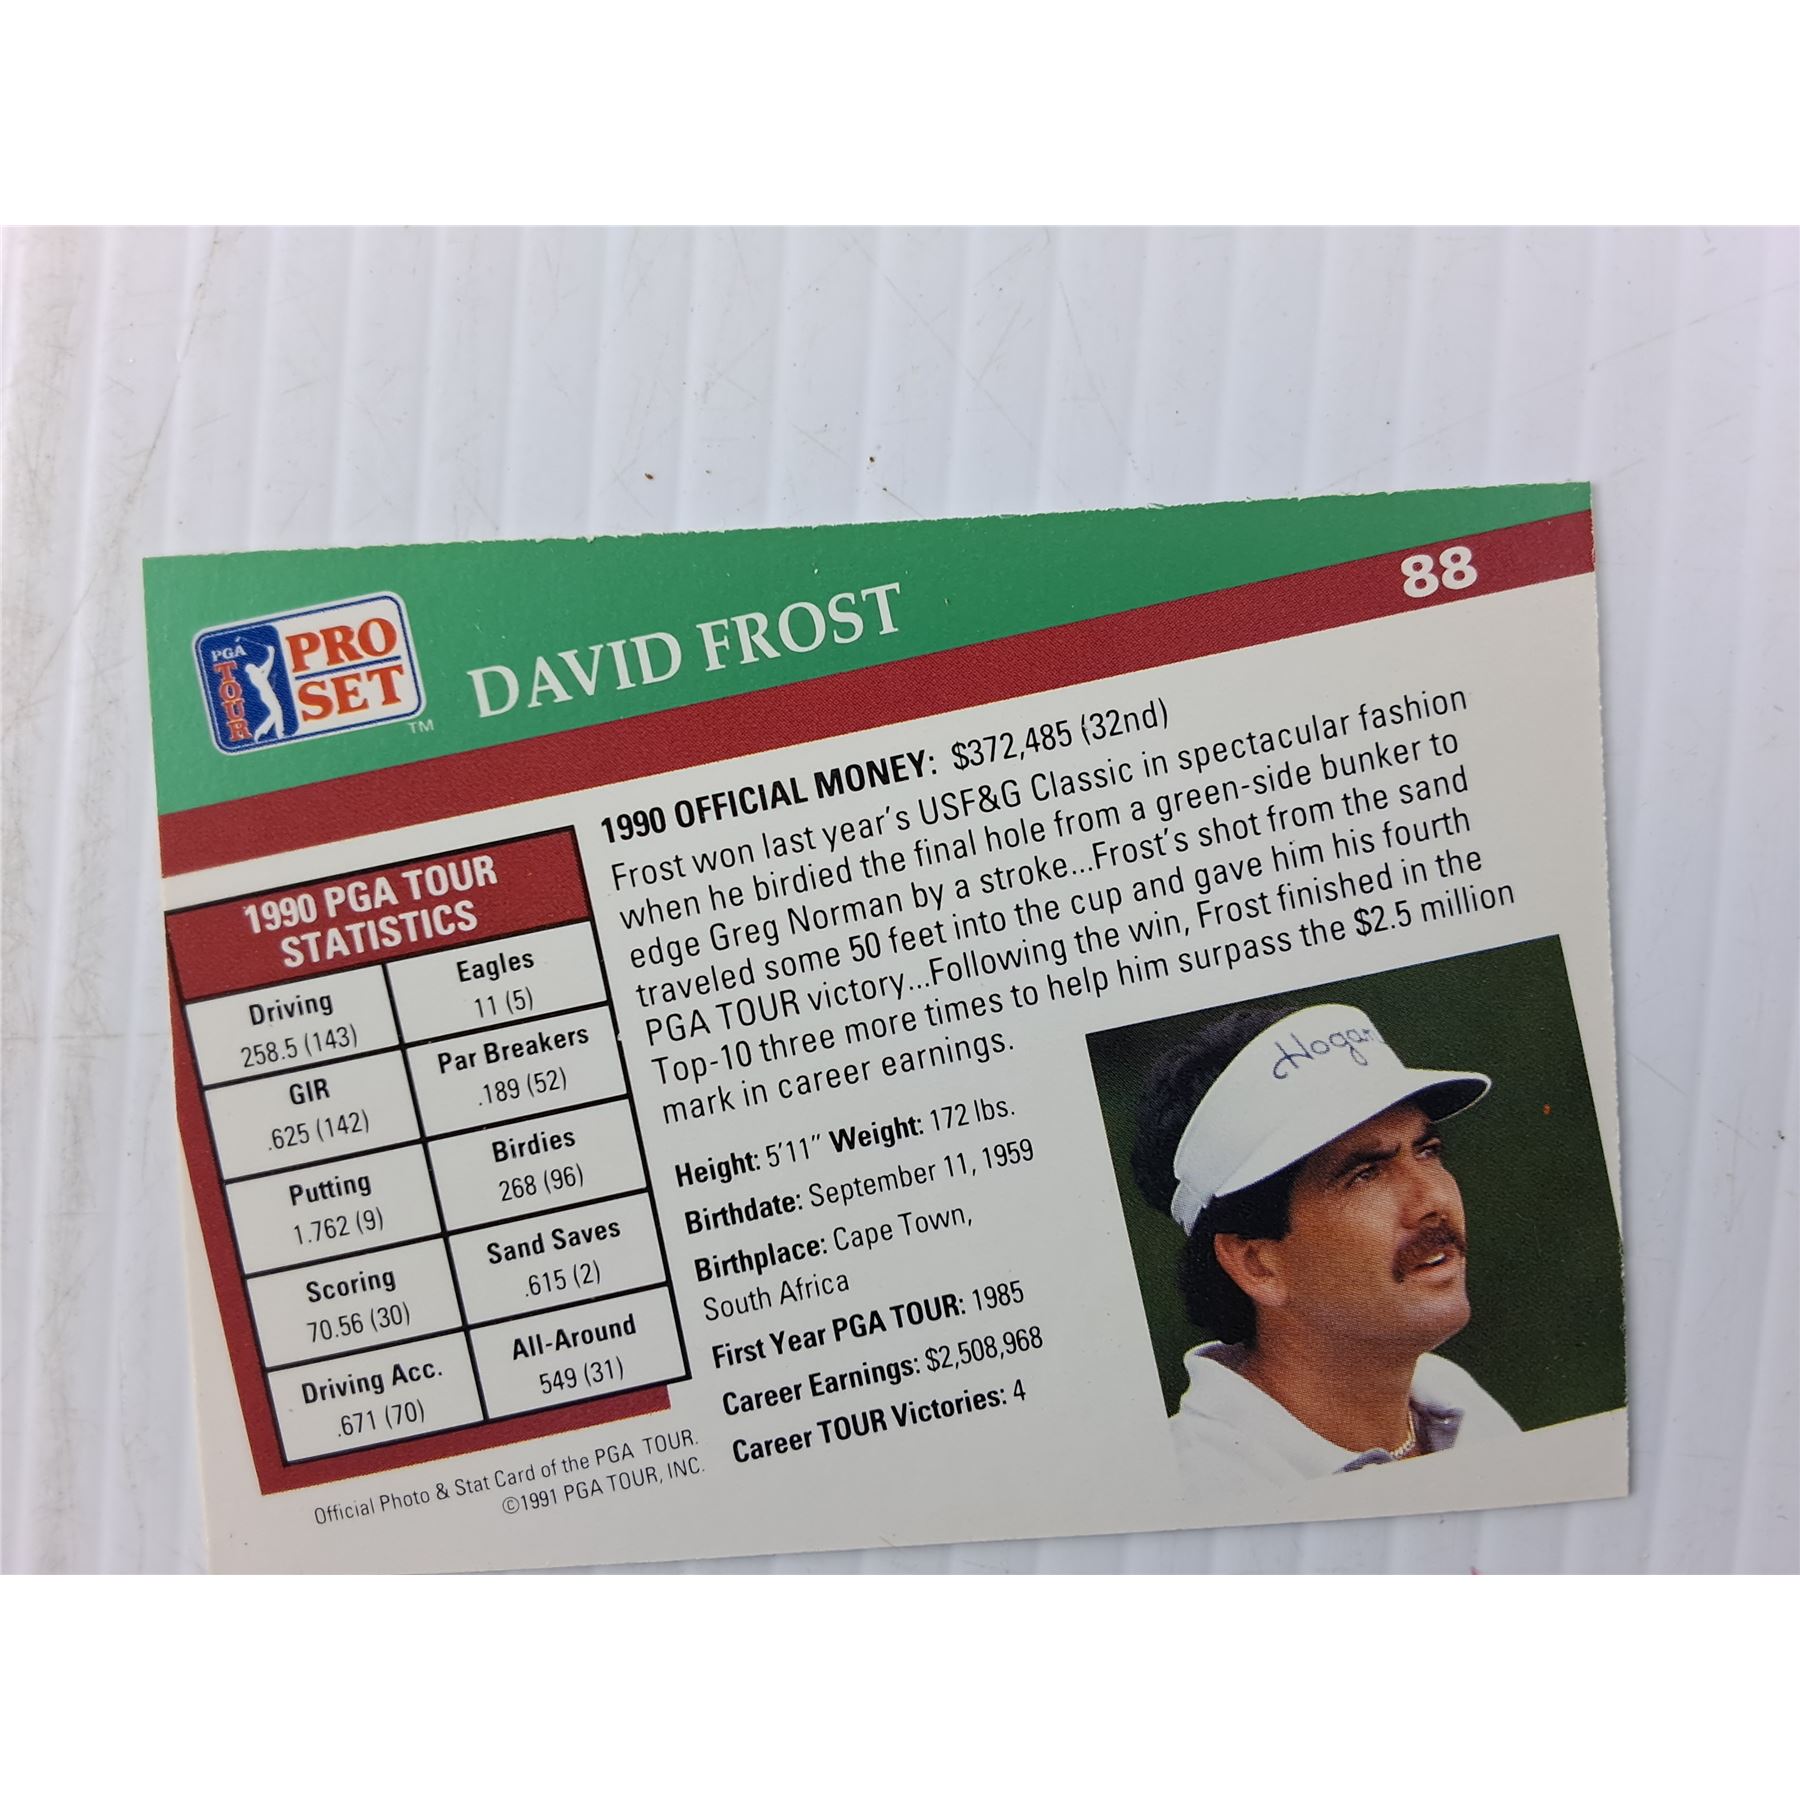 PGA
TOUR
PRO
SET
TM
DAVID FROST
88
1990 PGA TOUR
STATISTICS
Driving
258.5 (143)
Eagles
11 (5)
GIR
.625 (142)
Par Breakers
.189 (52)
Putting
1.762 (9)
Birdies
268 (96)
Scoring
70.56 (30)
Sand Saves
.615 (2)
Driving Acc.
.671 (70)
All-Around
549 (31)
1990 OFFICIAL MONEY: $372,485 (32nd)
Frost won last year's USF&G Classic in spectacular fashion
when he birdied the final hole from a green-side bunker to
edge Greg Norman by a stroke...Frost's shot from the sand
traveled some 50 feet into the cup and gave him his fourth
PGA TOUR victory...Following the win, Frost finished in the
Top-10 three more times to help him surpass the $2.5 million
mark in career earnings.
Height: 5'11" Weight: 172 lbs.
Birthdate: September 11, 1959
Birthplace: Cape Town,
South Africa
First Year PGA TOUR: 1985
Career Earnings: $2,508,968
Career TOUR Victories: 4
Hogan
Official Photo & Stat Card of the PGA TOUR.
©1991 PGA TOUR, INC.